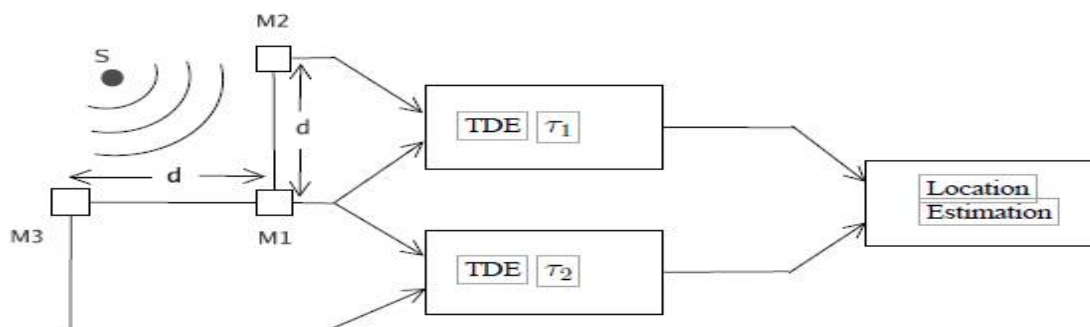 M2
S
d
TDE τ1
d
Location
Estimation
M3
M1
TDE τ2